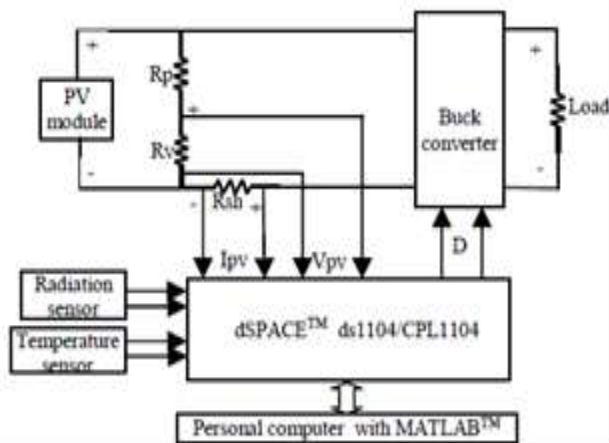 +
+
PV
module
-
Rp
+
Rv
Rsh
-
+
Buck
converter
Load
-
Ipv
Vpv
D
Radiation
sensor
Temperature
sensor
dSPACE™ ds1104/CPL1104
Personal computer with MATLAB™